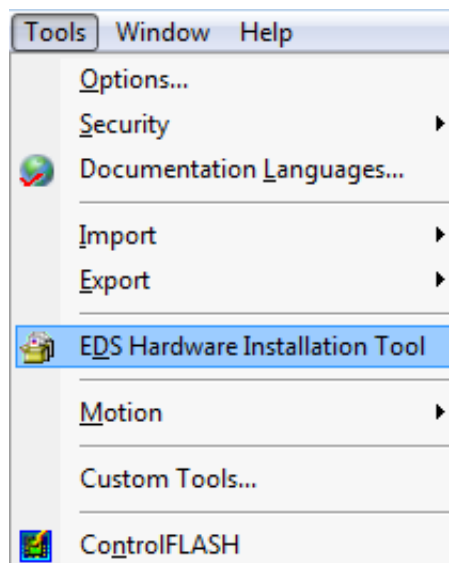 Tools Window Help
Options...
Security
Documentation Languages...
Import
Export
EDS Hardware Installation Tool
Motion
Custom Tools...
ControlFLASH